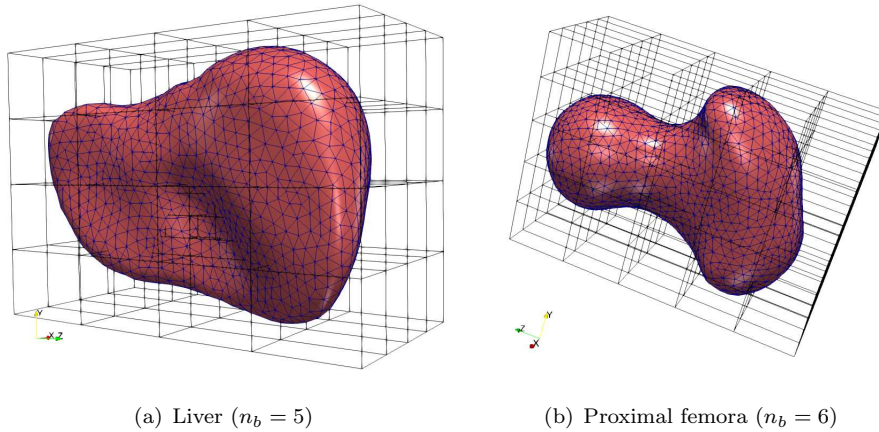 Y
X Z
Z
Y
X
(a) Liver (n_b = 5)
(b) Proximal femora (n_b = 6)